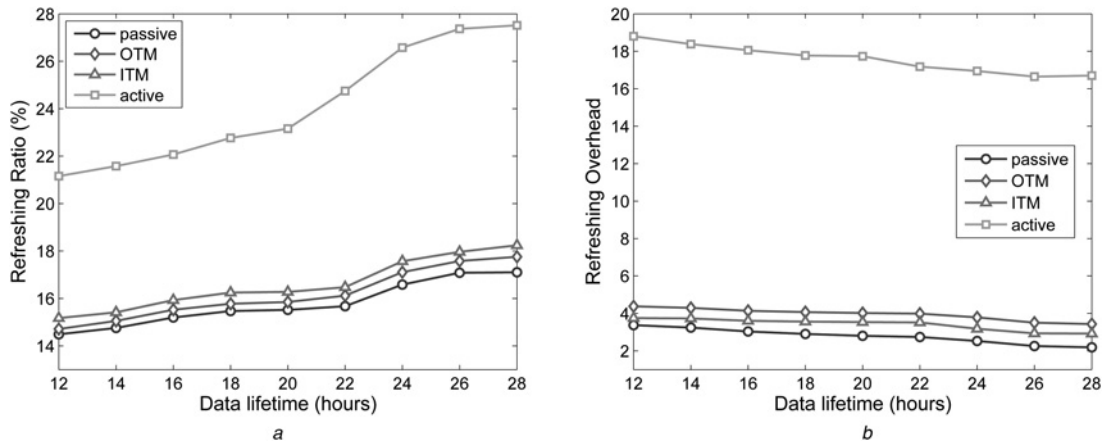 28
26
24
22
20
18
16
14
Refreshing Ratio (%)
passive
OTM
ITM
active
12 14 16 18 20 22 24 26 28
Data lifetime (hours)
a
20
18
16
14
12
10
8
6
4
2
Refreshing Overhead
passive
OTM
ITM
active
12 14 16 18 20 22 24 26 28
Data lifetime (hours)
b